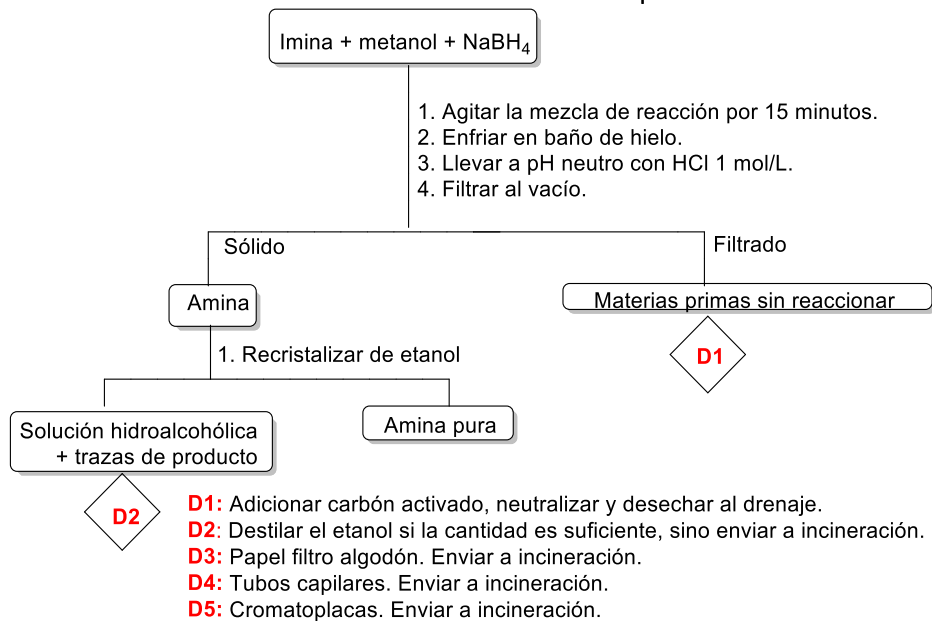 Imina + metanol + NaBH₄
1. Agitar la mezcla de reacción por 15 minutos.
2. Enfriar en baño de hielo.
3. Llevar a pH neutro con HCl 1 mol/L.
4. Filtrar al vacío.
Sólido
Filtrado
Amina
Materias primas sin reaccionar
D1
1. Recristalizar de etanol
Solución hidroalcohólica
+ trazas de producto
Amina pura
D2
D1: Adicionar carbón activado, neutralizar y desechar al drenaje.
D2: Destilar el etanol si la cantidad es suficiente, sino enviar a incineración.
D3: Papel filtro algodón. Enviar a incineración.
D4: Tubos capilares. Enviar a incineración.
D5: Cromatoplacas. Enviar a incineración.